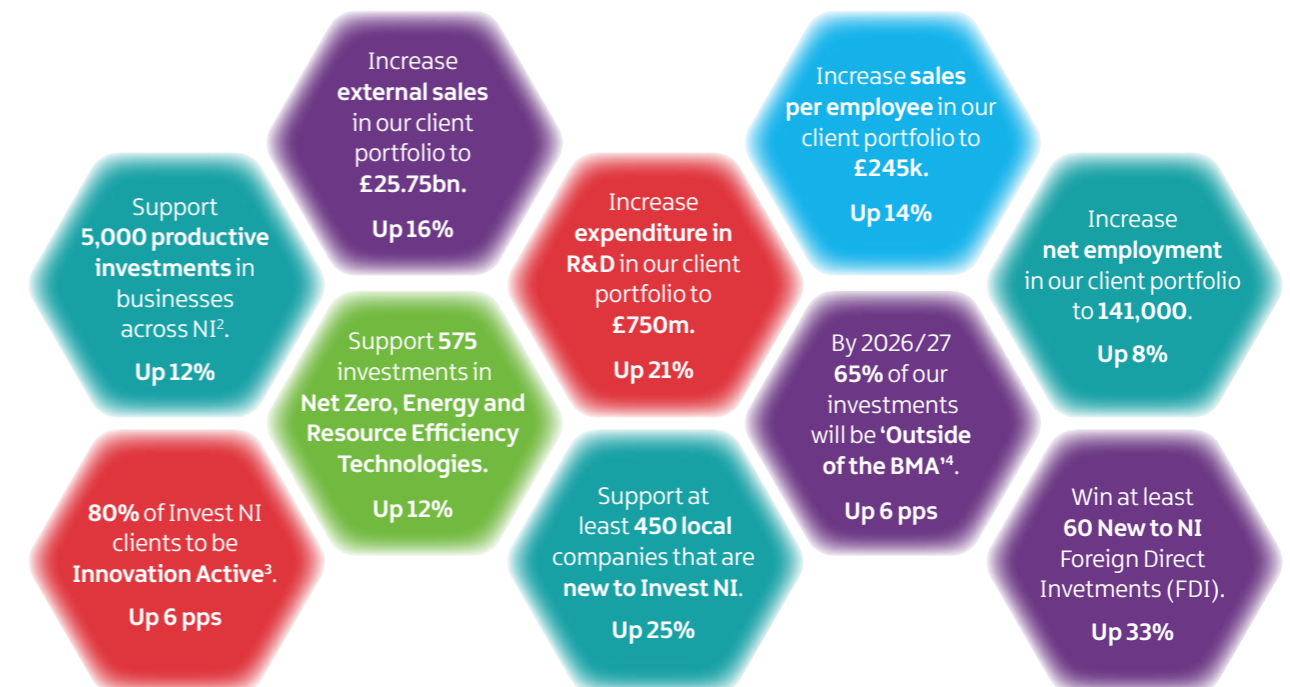 Increase
external sales
in our client
portfolio to
£25.75bn.
Up 16%
Increase sales
per employee in our
client portfolio to
£245k.
Up 14%
Support
5,000 productive
investments in
businesses
across NI².
Up 12%
Increase
expenditure in
R&D in our client
portfolio to
£750m.
Up 21%
Increase
net employment
in our client portfolio
to 141,000.
Up 8%
Support 575
investments in
Net Zero, Energy and
Resource Efficiency
Technologies.
Up 12%
By 2026/27
65% of our
investments
will be ‘Outside
of the BMA’⁴.
Up 6 pps
80% of Invest NI
clients to be
Innovation Active³.
Up 6 pps
Support at
least 450 local
companies that are
new to Invest NI.
Up 25%
Win at least
60 New to NI
Foreign Direct
Invetments (FDI).
Up 33%